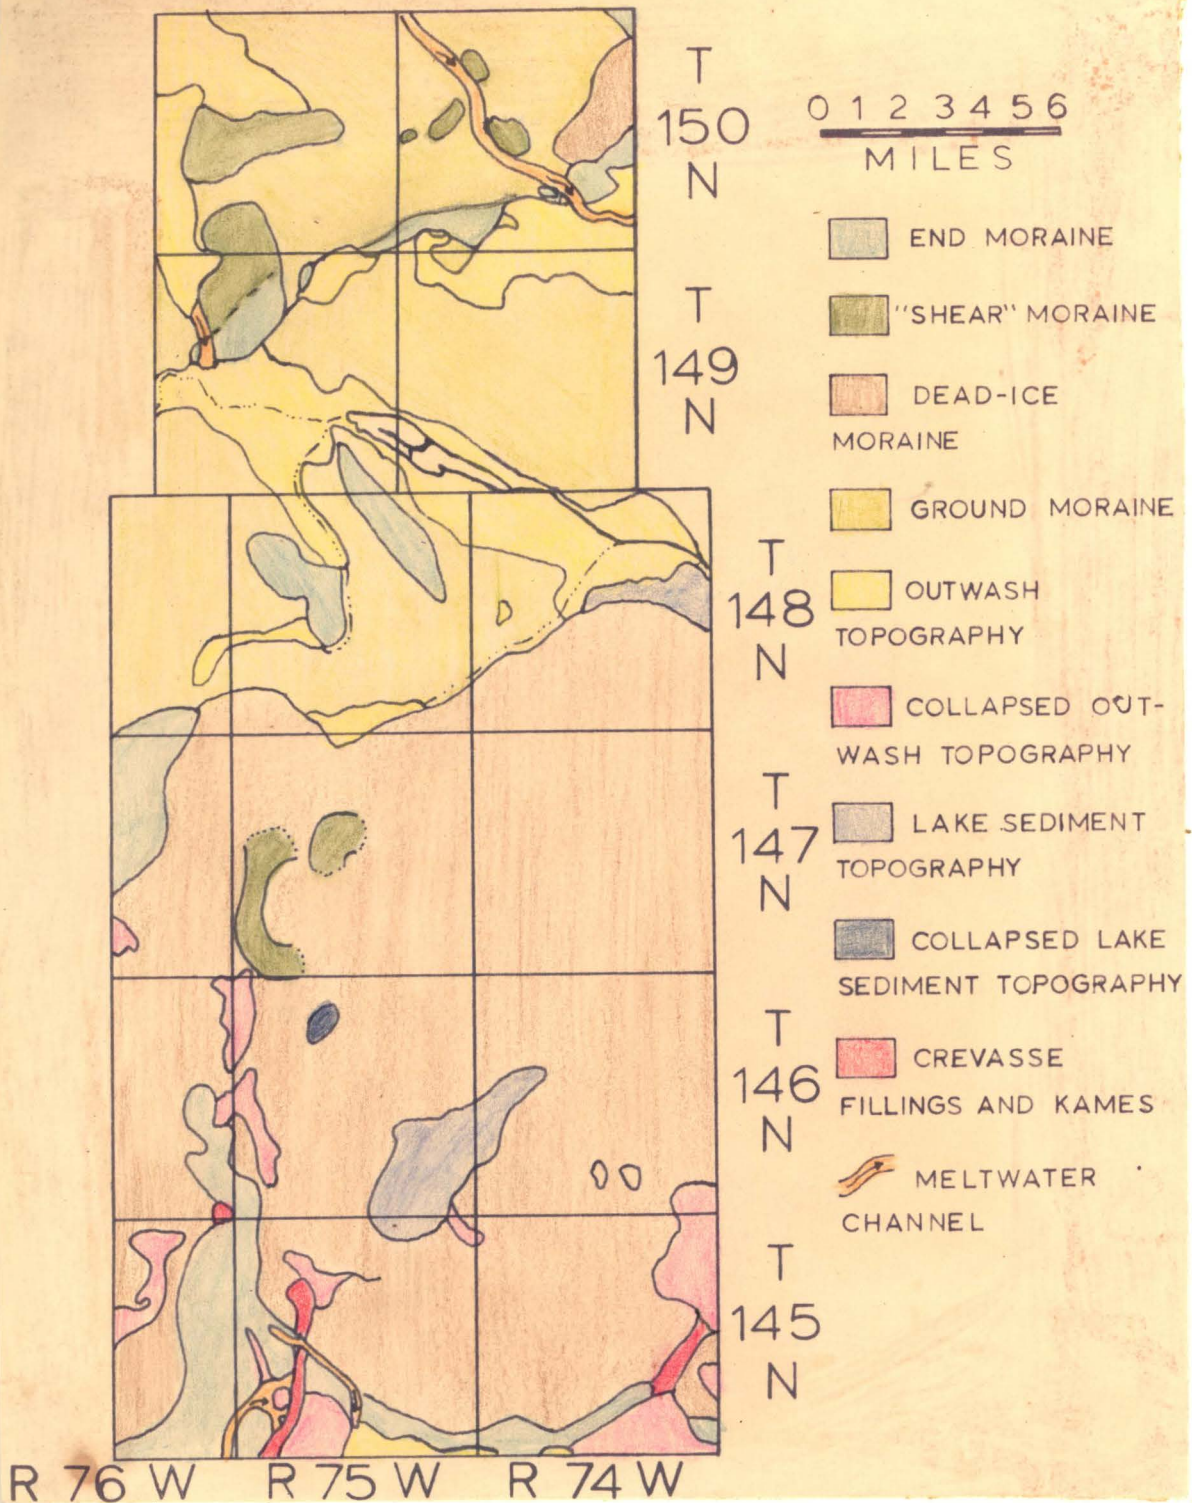 T
150
N
0 1 2 3 4 5 6
MILES
END MORAINE
"SHEAR" MORAINE
T
149
N
DEAD-ICE
MORAINE
GROUND MORAINE
OUTWASH
TOPOGRAPHY
T
148
N
COLLAPSED OUT-
WASH TOPOGRAPHY
T
147
N
LAKE SEDIMENT
TOPOGRAPHY
COLLAPSED LAKE
SEDIMENT TOPOGRAPHY
T
146
N
CREVASSE
FILLINGS AND KAMES
MELTWATER
CHANNEL
T
145
N
R 76 W R 75 W R 74 W